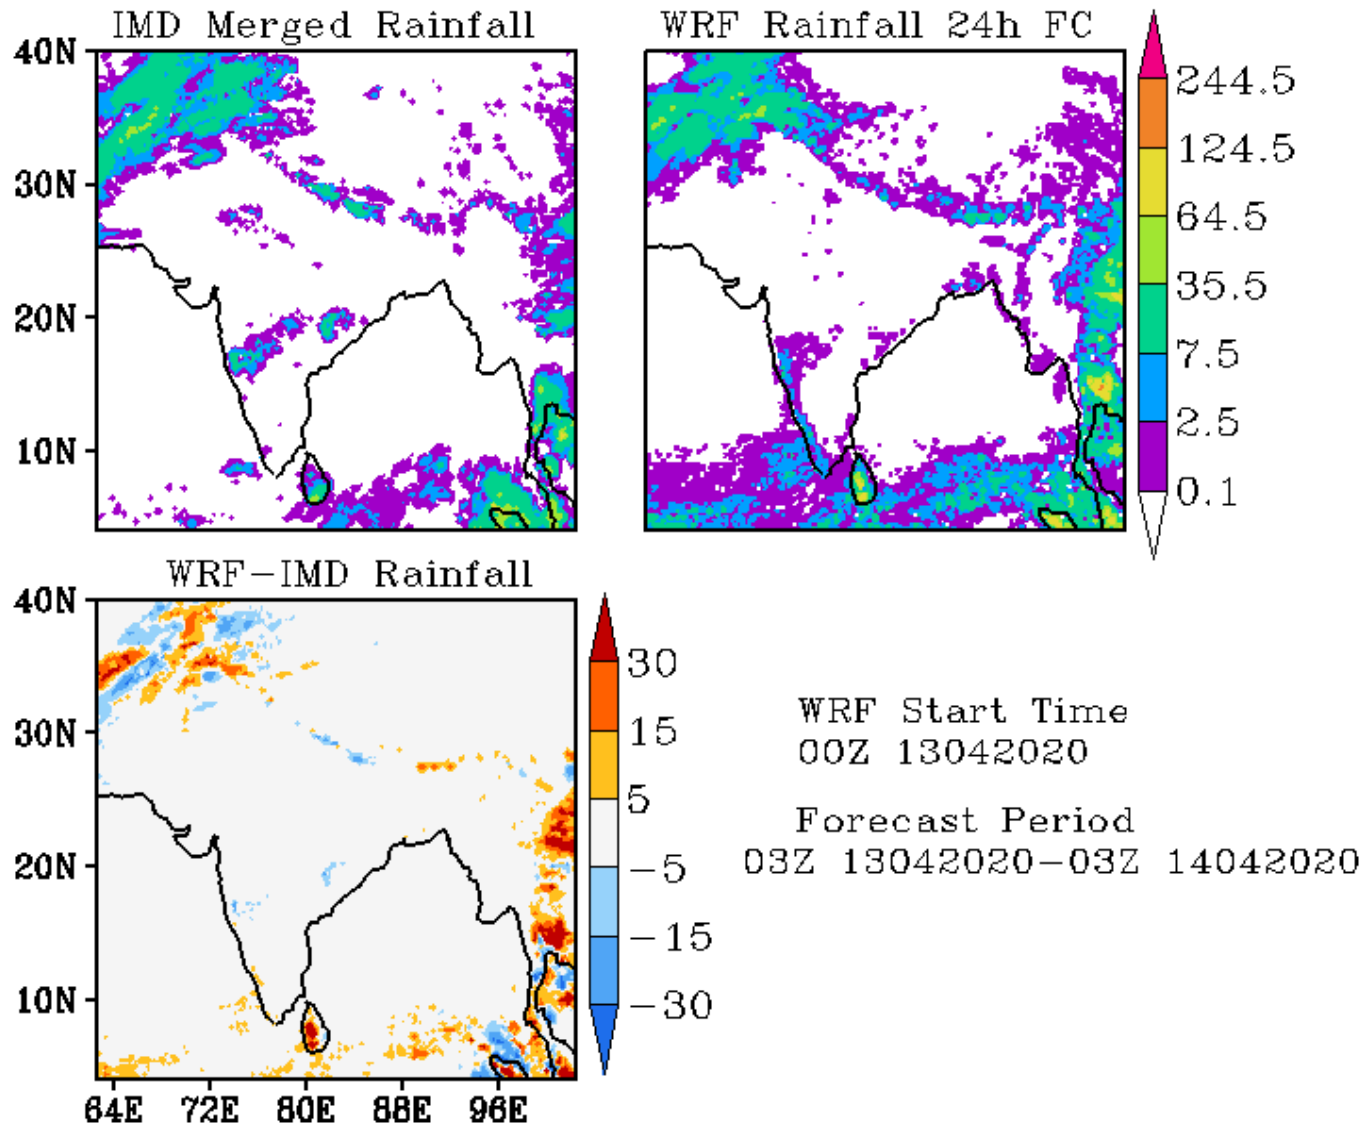 IMD Merged Rainfall
WRF Rainfall 24h FC
40N
30N
20N
10N
244.5
124.5
64.5
35.5
7.5
2.5
0.1
WRF-IMD Rainfall
40N
30N
20N
10N
64E 72E 80E 88E 96E
30
15
5
-5
-15
-30
WRF Start Time
00Z 13042020
Forecast Period
03Z 13042020-03Z 14042020